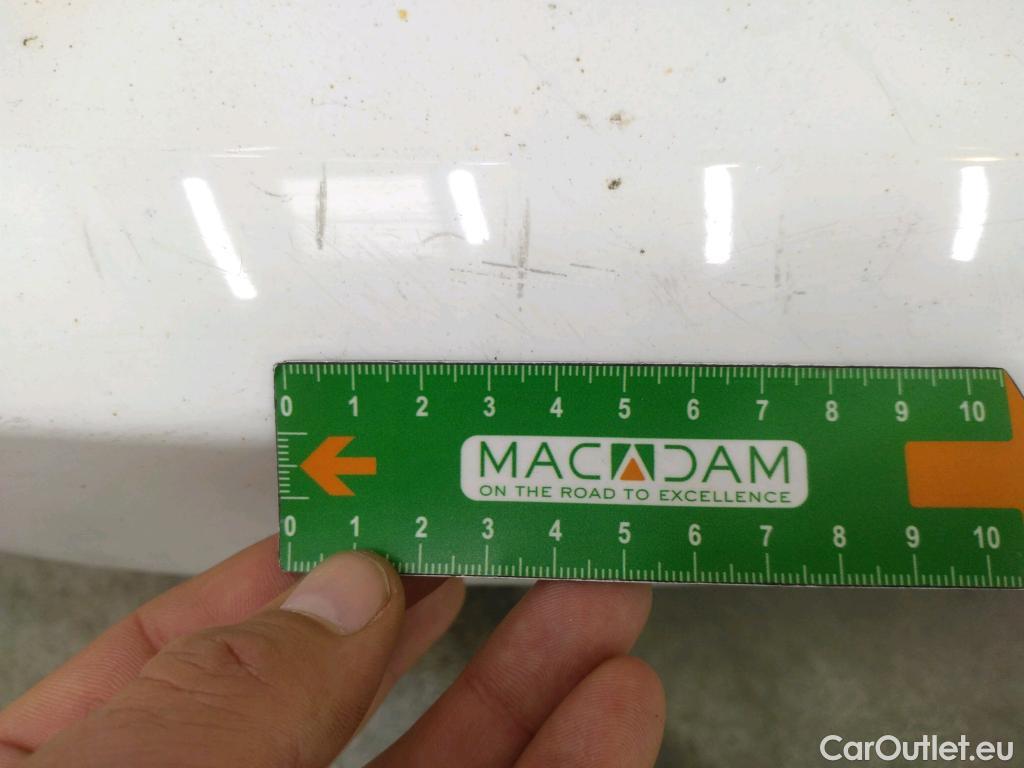 0 1 2 3 4 5 6 7 8 9 10
MACADAM
ON THE ROAD TO EXCELLENCE
0 1 2 3 4 5 6 7 8 9 10
CarOutlet.eu